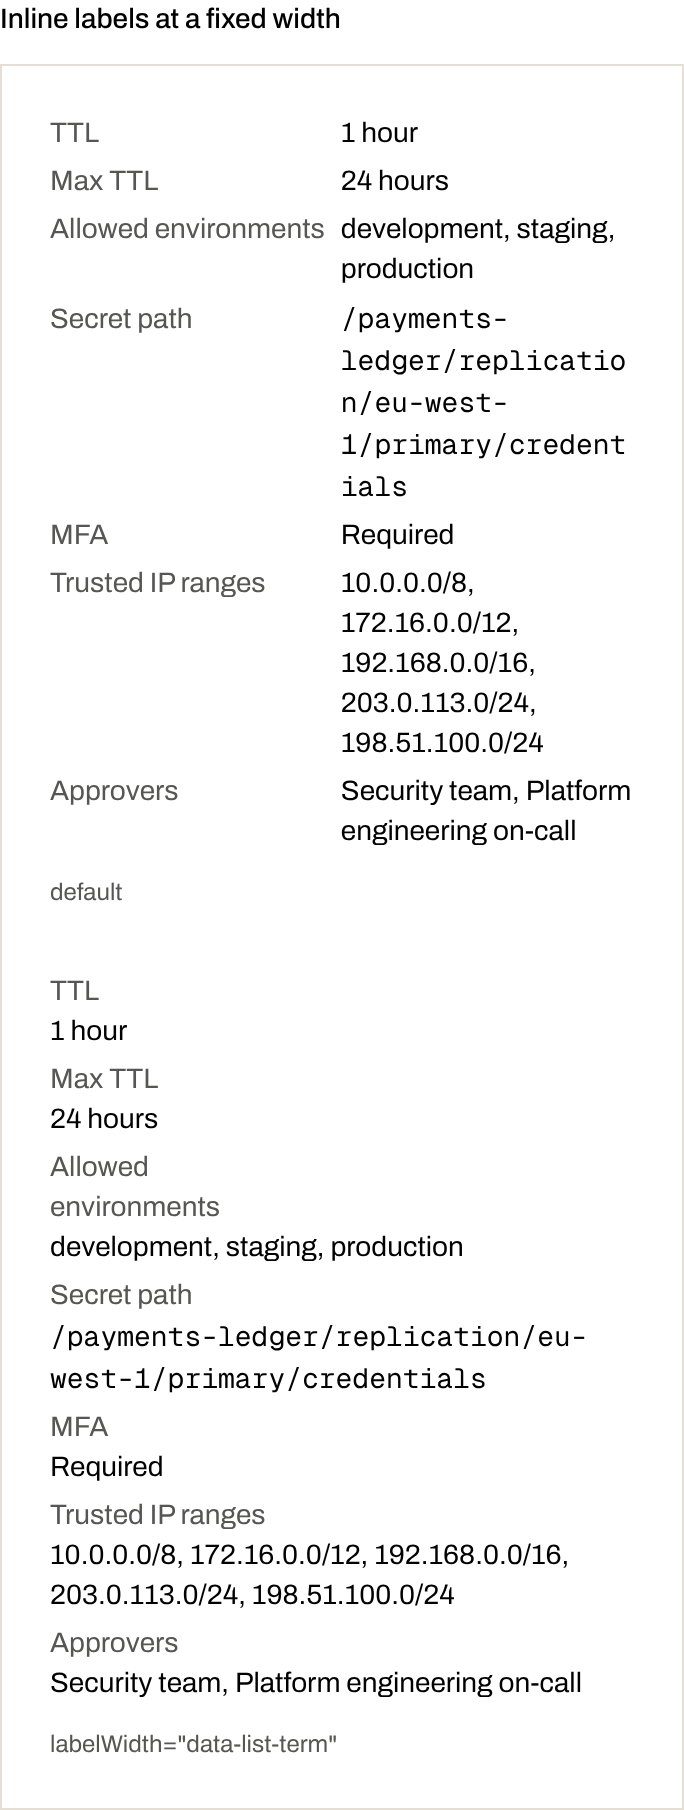 Inline labels at a fixed width
TTL 1 hour
Max TTL 24 hours
Allowed environments development, staging,
production
Secret path /payments-
ledger/replicatio
n/eu-west-
1/primary/credent
ials
MFA Required
Trusted IP ranges 10.0.0.0/8,
172.16.0.0/12,
192.168.0.0/16,
203.0.113.0/24,
198.51.100.0/24
Approvers Security team, Platform
engineering on-call
default
TTL
1 hour
Max TTL
24 hours
Allowed
environments
development, staging, production
Secret path
/payments-ledger/replication/eu-
west-1/primary/credentials
MFA
Required
Trusted IP ranges
10.0.0.0/8, 172.16.0.0/12, 192.168.0.0/16,
203.0.113.0/24, 198.51.100.0/24
Approvers
Security team, Platform engineering on-call
labelWidth="data-list-term"